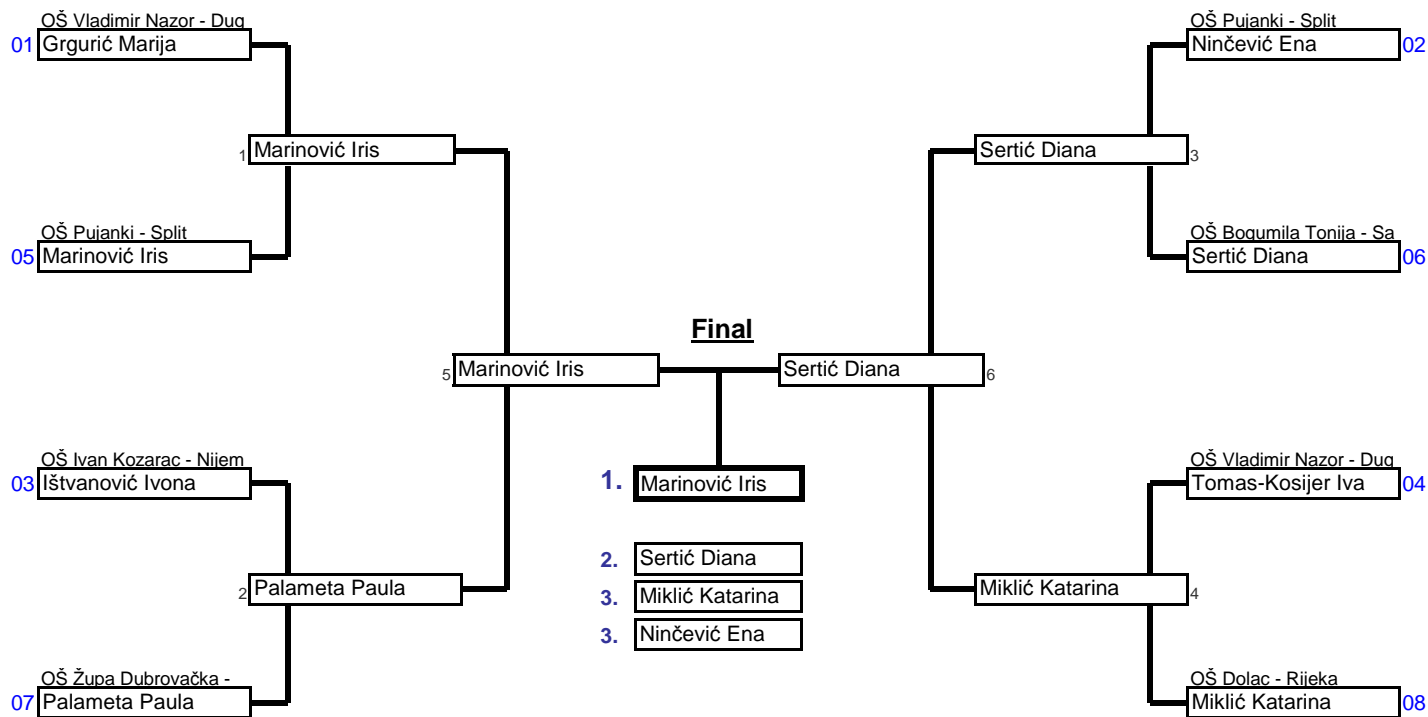 OŠ Vladimir Nazor - Dug
01 Grgurić Marija
1 Marinović Iris
OŠ Pujanki - Split
05 Marinović Iris
5 Marinović Iris
OŠ Ivan Kozarac - Nijem
03 Ištvanović Ivona
2 Palameta Paula
OŠ Župa Dubrovačka -
07 Palameta Paula
Final
1. Marinović Iris
2. Sertić Diana
3. Miklić Katarina
3. Ninčević Ena
OŠ Pujanki - Split
Ninčević Ena 02
Sertić Diana 3
OŠ Bogumila Tonija - Sa
Sertić Diana 06
Sertić Diana 6
OŠ Vladimir Nazor - Dug
Tomas-Kosijer Iva 04
Miklić Katarina 4
OŠ Dolac - Rijeka
Miklić Katarina 08